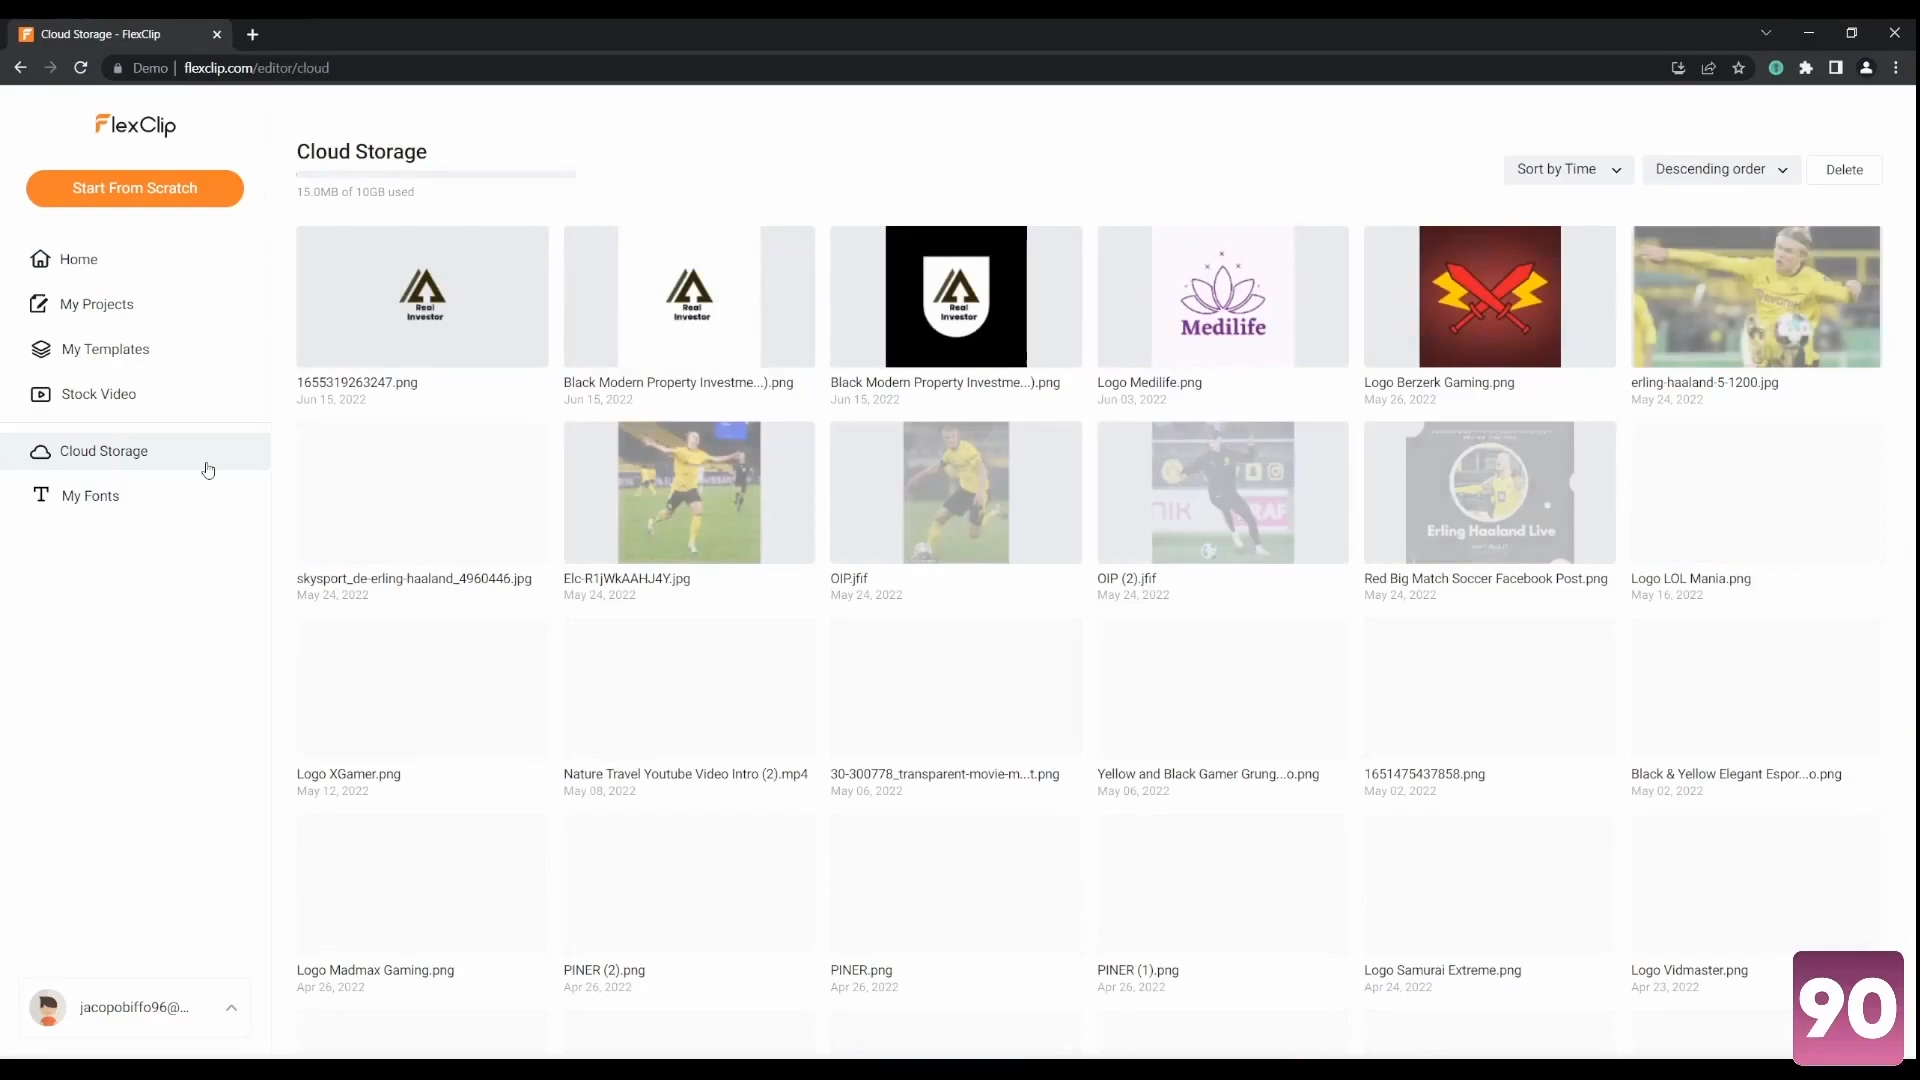 Cloud Storage - FlexClip
Demo
flexclip.com/editor/cloud
FlexClip
Start From Scratch
Home
My Projects
My Templates
Stock Video
Cloud Storage
My Fonts
jacopobiffo96@...
Cloud Storage
15.0MB of 10GB used
Sort by Time
Descending order
Delete
Real
Investor
Real
Investor
Real
Investor
Medilife
1655319263247.png
Jun 15, 2022
Black Modern Property Investme...).png
Jun 15, 2022
Black Modern Property Investme...).png
Jun 15, 2022
Logo Medilife.png
Jun 03, 2022
Logo Berzerk Gaming.png
May 26, 2022
erling-haaland-5-1200.jpg
May 24, 2022
Erling Haaland Live
skysport_de-erling-haaland_4960446.jpg
May 24, 2022
Elc-R1jWkAAHJ4Y.jpg
May 24, 2022
OIP.jfif
May 24, 2022
OIP (2).jfif
May 24, 2022
Red Big Match Soccer Facebook Post.png
May 24, 2022
Logo LOL Mania.png
May 16, 2022
Logo XGamer.png
May 12, 2022
Nature Travel Youtube Video Intro (2).mp4
May 08, 2022
30-300778_transparent-movie-m...t.png
May 06, 2022
Yellow and Black Gamer Grung...o.png
May 06, 2022
1651475437858.png
May 02, 2022
Black & Yellow Elegant Espor...o.png
May 02, 2022
Logo Madmax Gaming.png
Apr 26, 2022
PINER (2).png
Apr 26, 2022
PINER.png
Apr 26, 2022
PINER (1).png
Apr 26, 2022
Logo Samurai Extreme.png
Apr 24, 2022
Logo Vidmaster.png
Apr 23, 2022
90